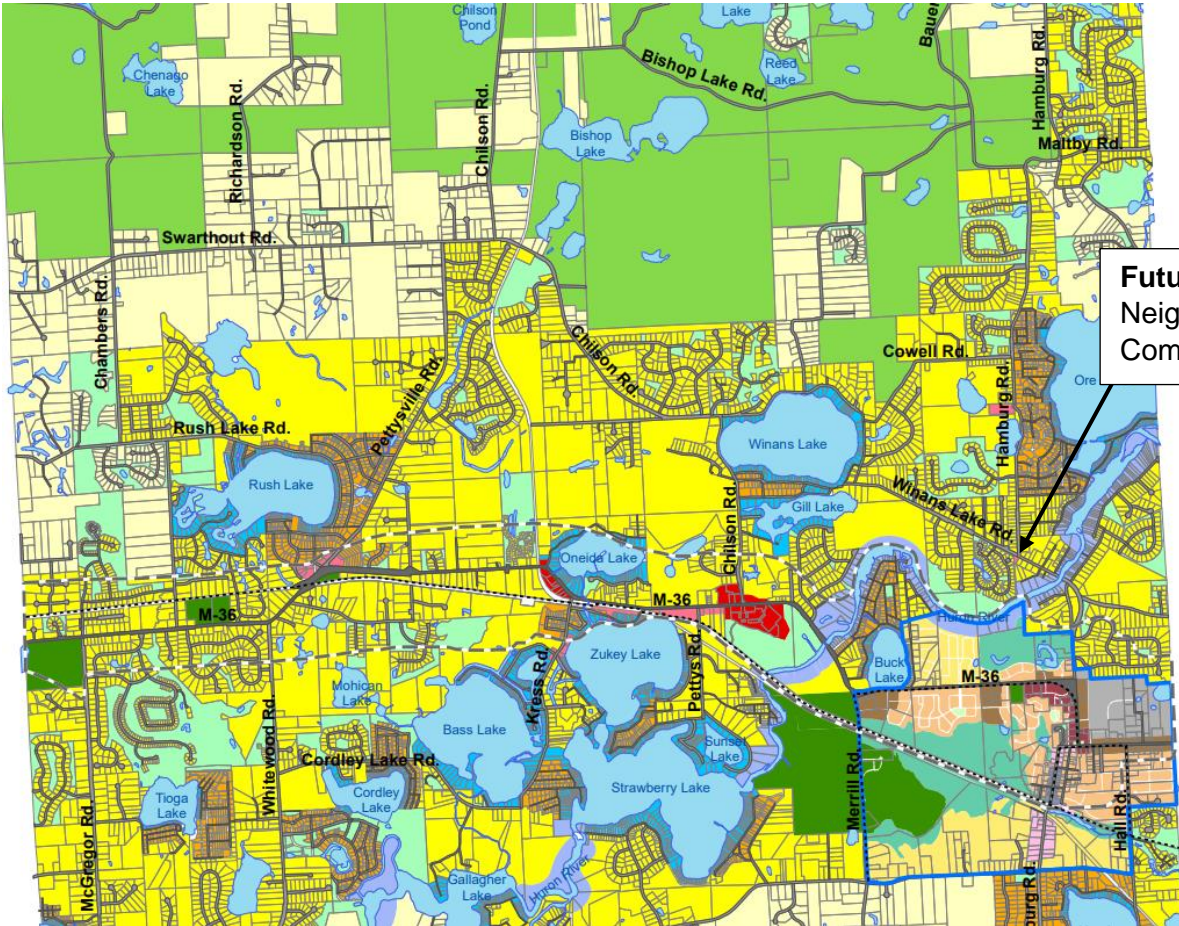 Chilson
Pond
Lake
Bauer
Hamburg Rd.
Chenago
Lake
Richardson Rd.
Chilson Rd.
Bishop Lake Rd.
Reed
Lake
Bishop
Lake
Maltby Rd.
Swarthout Rd.
Futu
Neig
Com
Chambers Rd.
Chilson Rd.
Cowell Rd.
Ore
Pettysville Rd.
Hamburg Rd.
Rush Lake Rd.
Winans Lake
Rush Lake
Chilson Rd.
Winans Lake Rd.
Gill Lake
Oneida Lake
M-36
M-36
Huron River
Zukey Lake
Pettys Rd.
Buck
Lake
M-36
Mohican
Lake
Kress Rd.
Bass Lake
Sunset
Lake
Whitewood Rd.
Cordley Lake Rd.
Cordley
Lake
Strawberry Lake
Merrill Rd.
Tioga
Lake
McGregor Rd
Hall Rd.
Gallagher
Lake
Huron River
burg Rd.